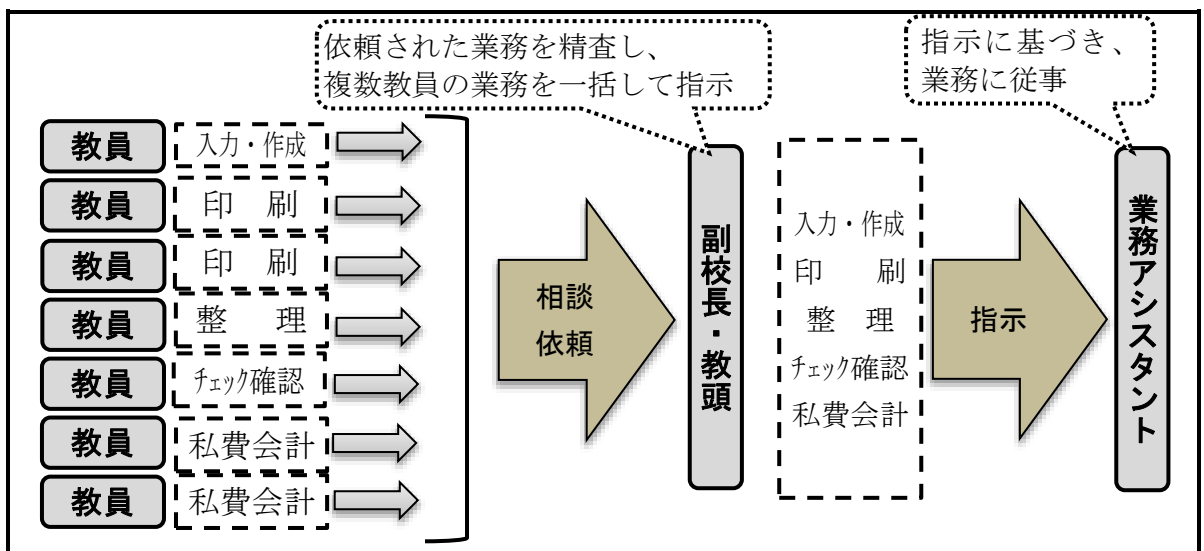 依頼された業務を精査し、
複数教員の業務を一括して指示
指示に基づき、
業務に従事
教員 入力・作成
教員 印　刷
教員 印　刷
教員 整　理
教員 チェック確認
教員 私費会計
教員 私費会計
相談
依頼
副校長・教頭
入力・作成
印　　刷
整　理
チェック確認
私費会計
指示
業務アシスタント